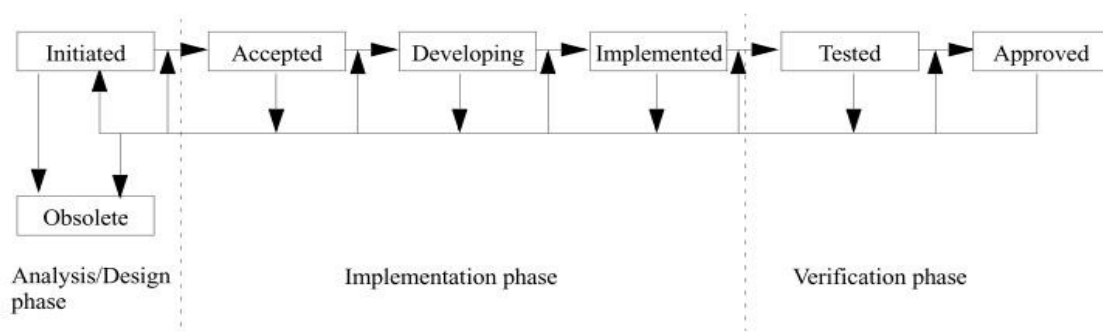 Initiated
Accepted
Developing
Implemented
Tested
Approved
Obsolete
Analysis/Design
phase
Implementation phase
Verification phase